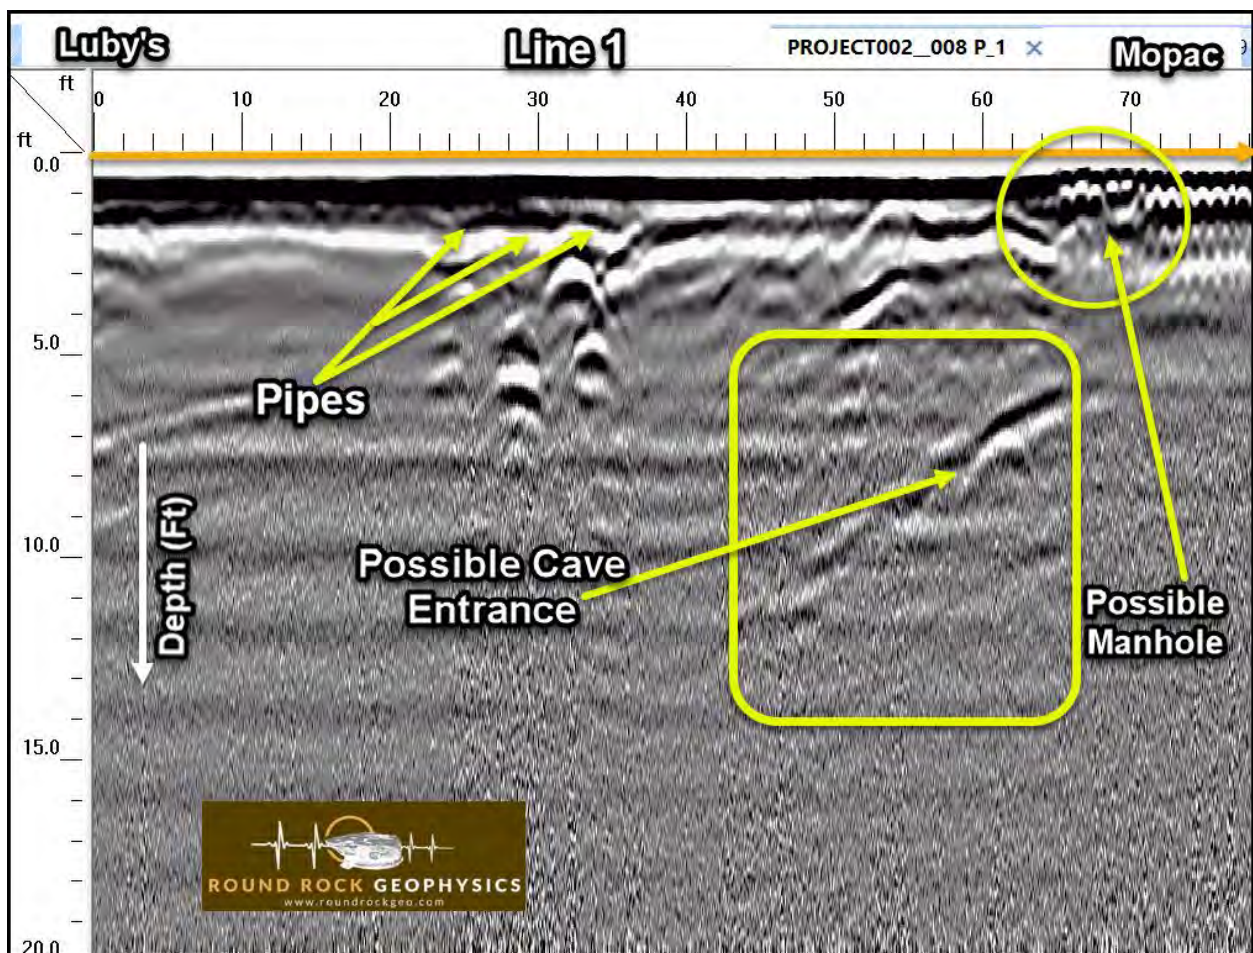 Luby's
Line 1
PROJECT002__008 P_1 ×
Mopac
ft
0 10 20 30 40 50 60 70
ft
0.0
5.0
Pipes
Depth (Ft)
10.0
Possible Cave
Entrance
Possible
Manhole
15.0
ROUND ROCK GEOPHYSICS
www.roundrockgeo.com
20.0